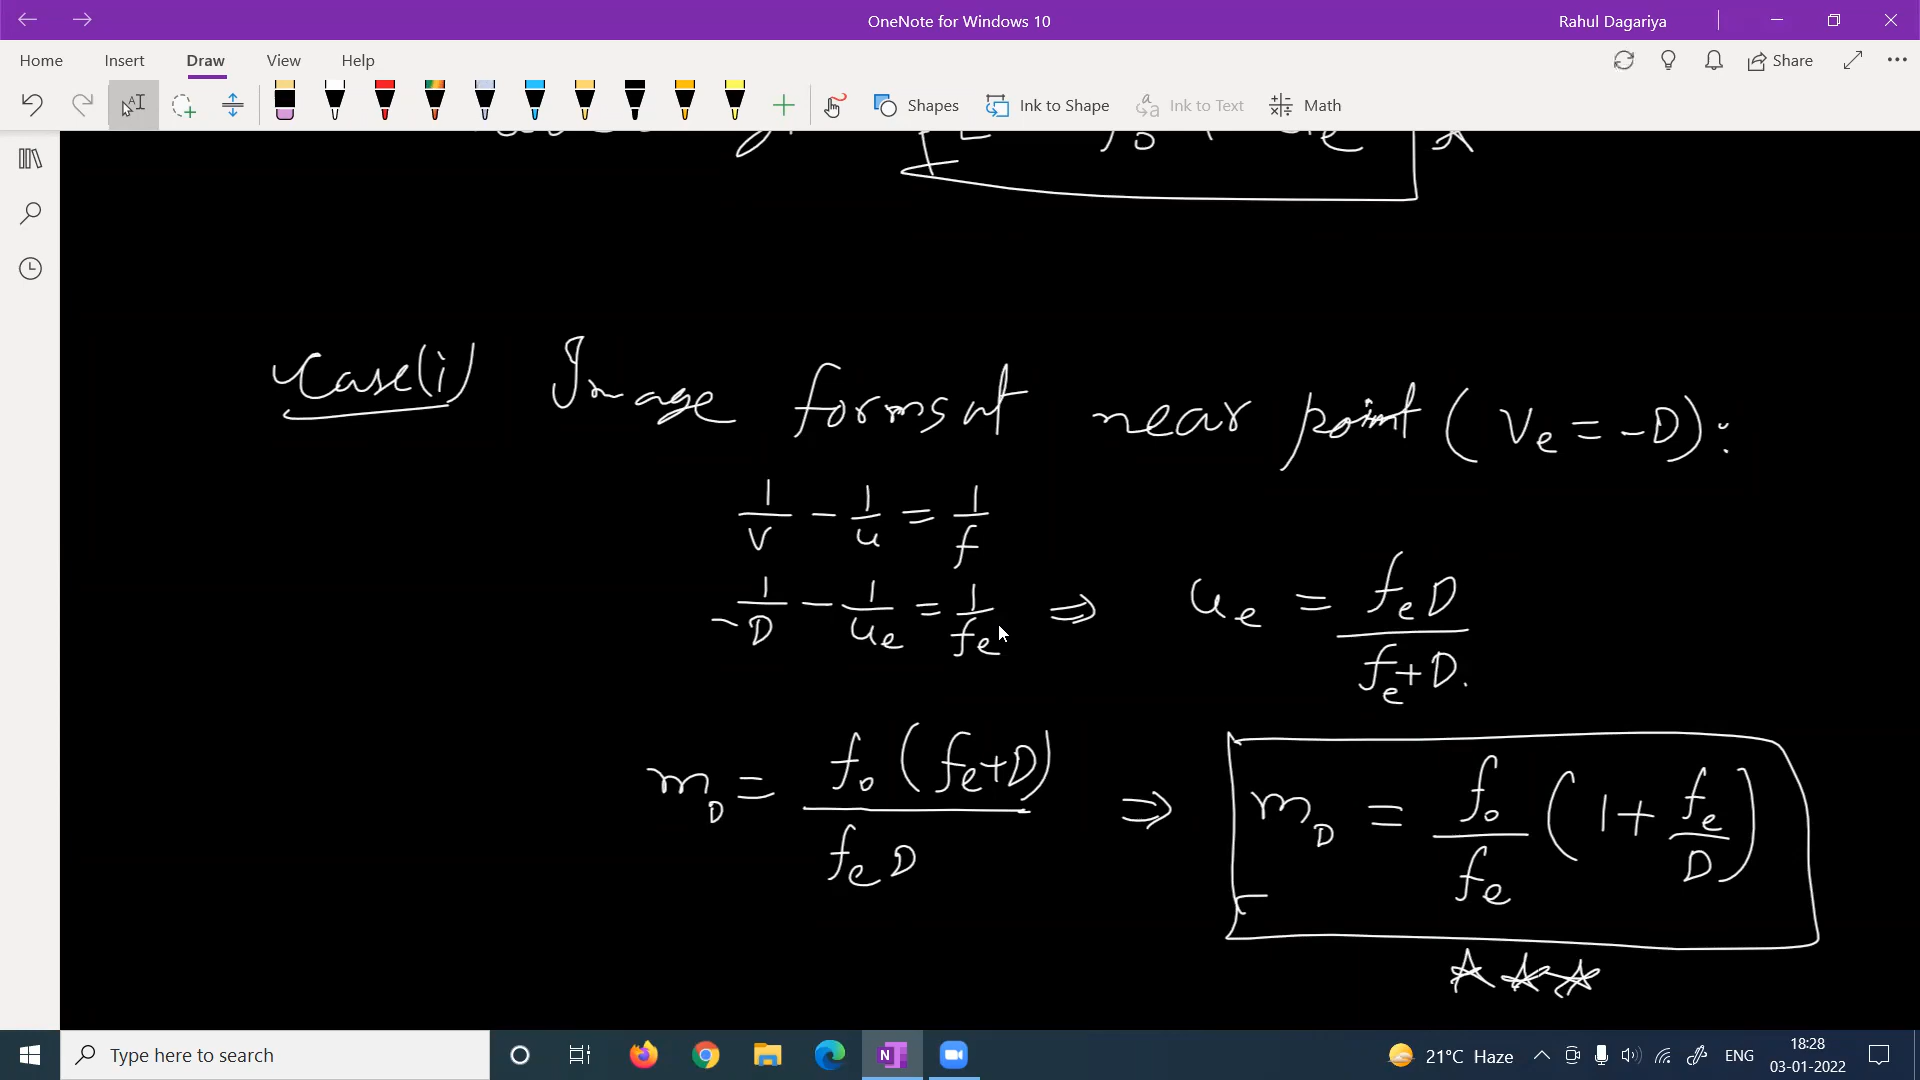 OneNote for Windows 10
Rahul Dagariya
Home Insert Draw View Help
Share
Shapes Ink to Shape Ink to Text Math
Case(i) Image forms at near point (Ve = -D):
1/v - 1/u = 1/f
-1/D - 1/ue = 1/fe ⇒ ue = feD/(fe+D).
mD = fo(fe+D)/feD ⇒ mD = fo/fe (1 + fe/D)
Type here to search
21°C Haze
ENG
18:28
03-01-2022